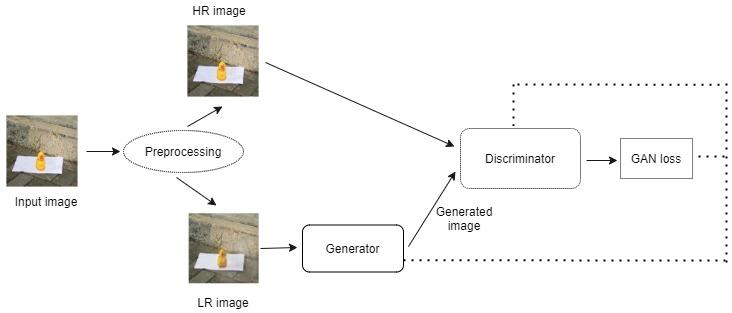 HR image
Preprocessing
Input image
Discriminator
GAN loss
Generated
image
Generator
LR image